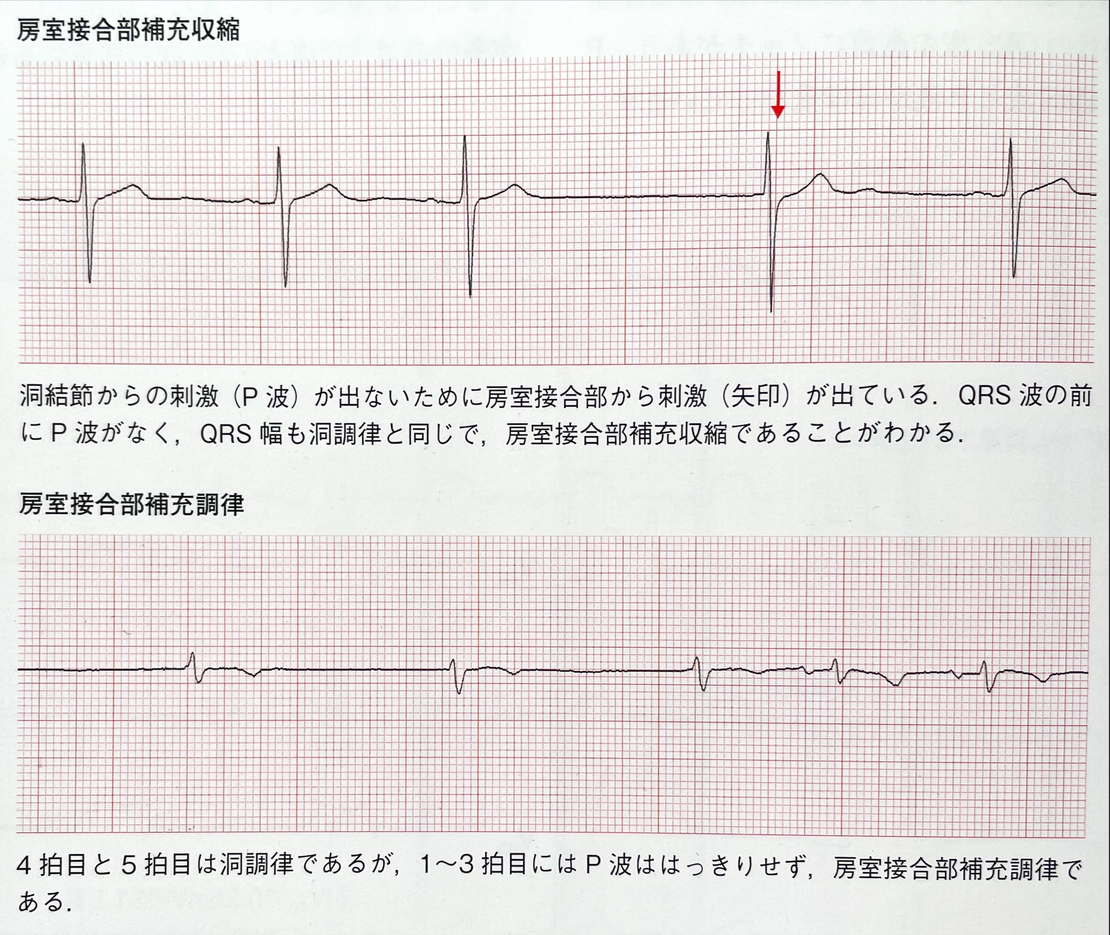 房室接合部補充収縮
洞結節からの刺激（P 波）が出ないために房室接合部から刺激（矢印）が出ている．QRS 波の前
に P 波がなく，QRS 幅も洞調律と同じで，房室接合部補充収縮であることがわかる．
房室接合部補充調律
4 拍目と 5 拍目は洞調律であるが，1～3 拍目には P 波ははっきりせず，房室接合部補充調律で
ある．